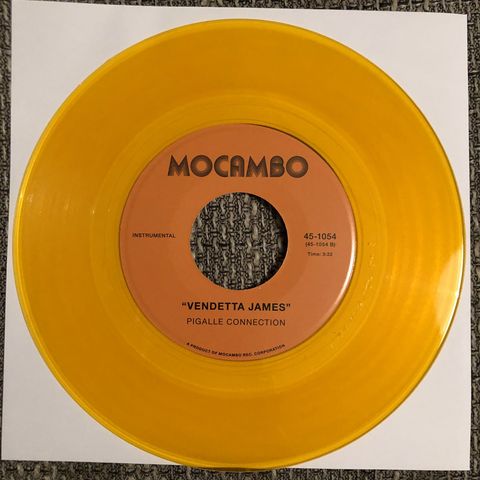 MOCAMBO
INSTRUMENTAL
45-1054
(45-1054 B)
Time: 3:22
"VENDETTA JAMES"
PIGALLE CONNECTION
A PRODUCT OF MOCAMBO REC. CORPORATION